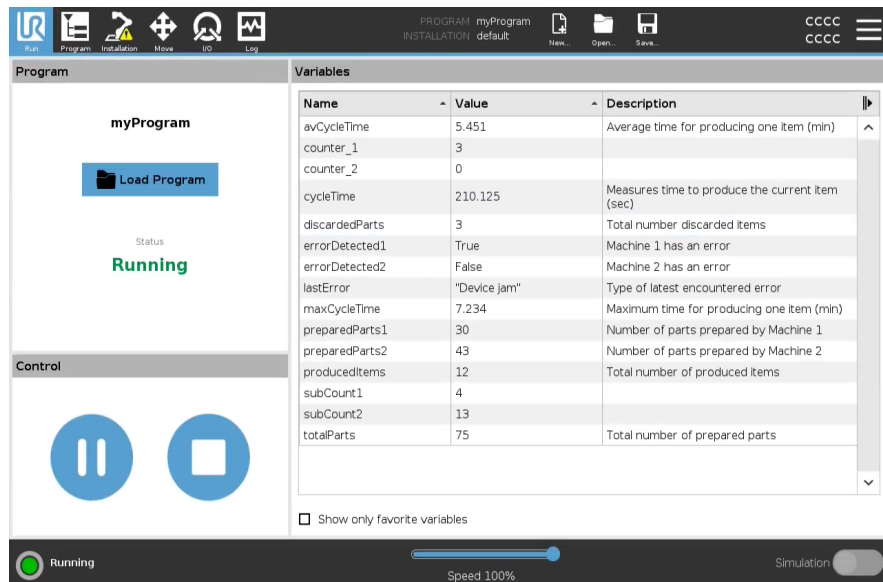 UR
PROGRAM myProgram
INSTALLATION default
CCCC
CCCC
Run Program Installation Move I/O Log New... Open... Save...
Program
myProgram
Load Program
Status
Running
Control
Variables
Name Value Description
avCycleTime 5.451 Average time for producing one item (min)
counter_1 3
counter_2 0
cycleTime 210.125 Measures time to produce the current item
(sec)
discardedParts 3 Total number discarded items
errorDetected1 True Machine 1 has an error
errorDetected2 False Machine 2 has an error
lastError "Device jam" Type of latest encountered error
maxCycleTime 7.234 Maximum time for producing one item (min)
preparedParts1 30 Number of parts prepared by Machine 1
preparedParts2 43 Number of parts prepared by Machine 2
producedItems 12 Total number of produced items
subCount1 4
subCount2 13
totalParts 75 Total number of prepared parts
Show only favorite variables
Running
Speed 100%
Simulation